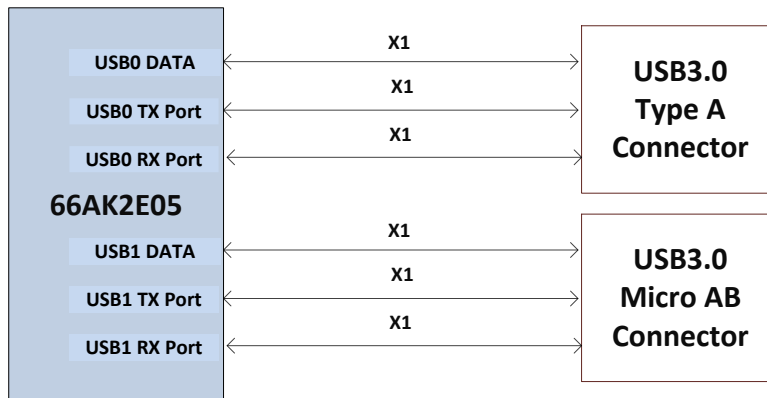 X1
USB0 DATA
X1
USB0 TX Port
X1
USB0 RX Port
USB3.0
Type A
Connector
66AK2E05
X1
USB1 DATA
X1
USB1 TX Port
X1
USB1 RX Port
USB3.0
Micro AB
Connector